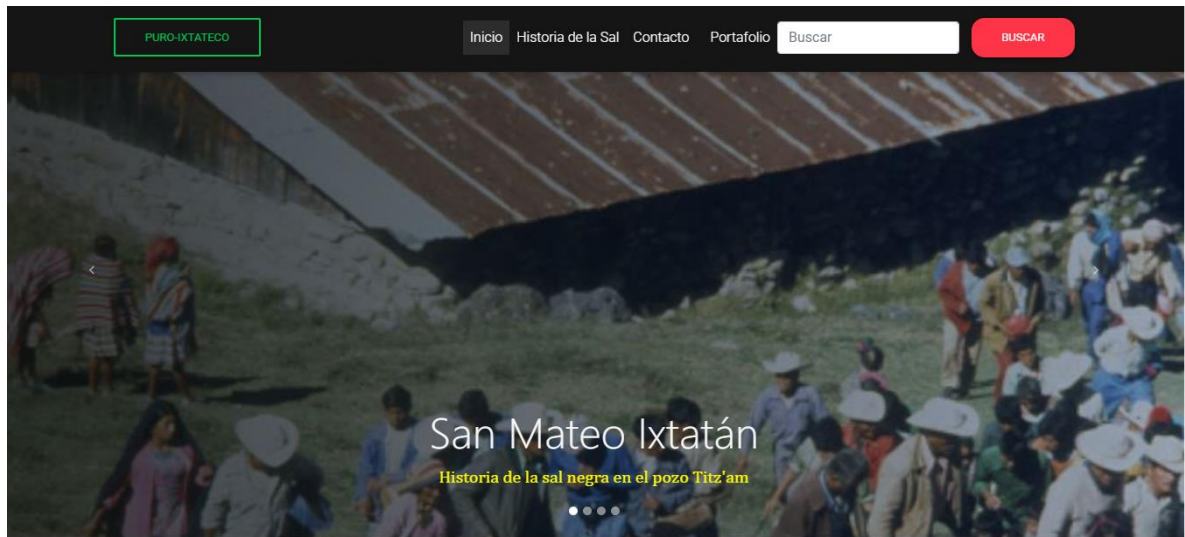 PURO-IXTATECO
Inicio Historia de la Sal Contacto Portafolio Buscar BUSCAR
San Mateo Ixtatán
Historia de la sal negra en el pozo Titz'am